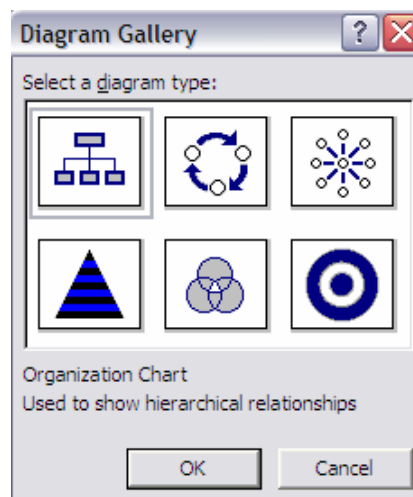 Diagram Gallery
Select a diagram type:
Organization Chart
Used to show hierarchical relationships
OK Cancel